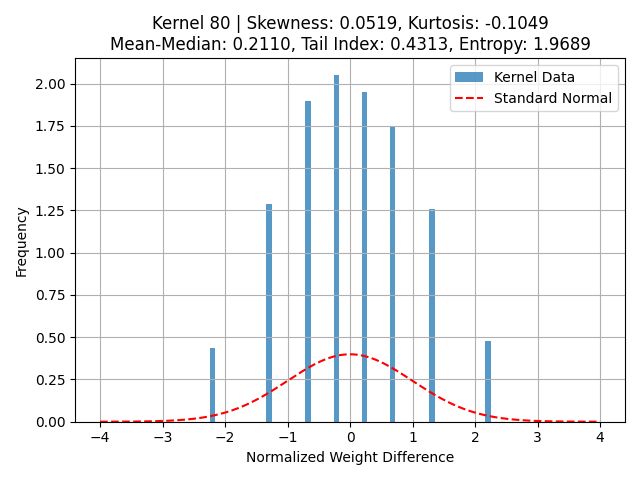 Kernel 80 | Skewness: 0.0519, Kurtosis: -0.1049
Mean-Median: 0.2110, Tail Index: 0.4313, Entropy: 1.9689
Kernel Data
Standard Normal
2.00
1.75
1.50
1.25
1.00
0.75
0.50
0.25
0.00
Frequency
−4 −3 −2 −1 0 1 2 3 4
Normalized Weight Difference